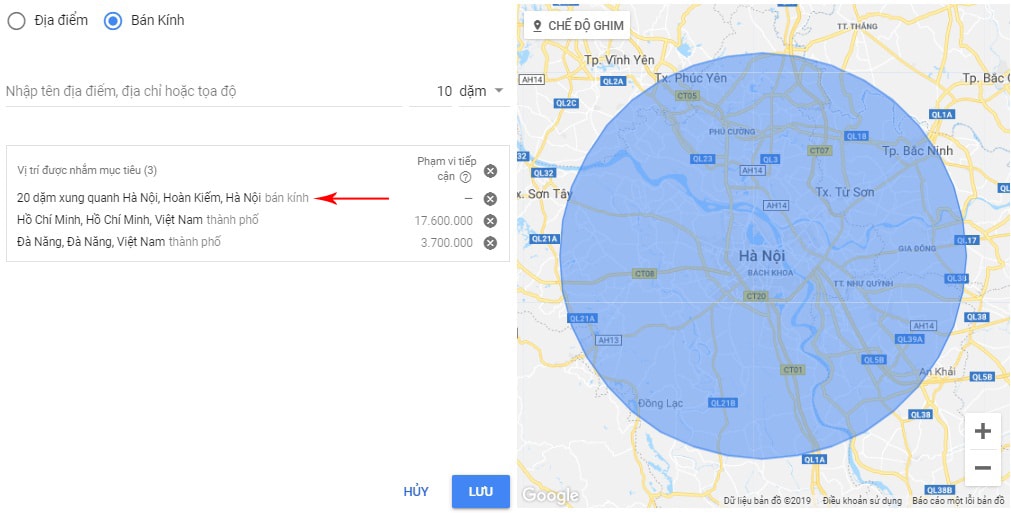 Địa điểm
Bán Kính
Nhập tên địa điểm, địa chỉ hoặc tọa độ
10 dặm
Vị trí được nhắm mục tiêu (3)
Phạm vi tiếp
cận
20 dặm xung quanh Hà Nội, Hoàn Kiếm, Hà Nội bán kính
–
Hồ Chí Minh, Hồ Chí Minh, Việt Nam thành phố
17.600.000
Đà Nẵng, Đà Nẵng, Việt Nam thành phố
3.700.000
HỦY
LƯU
CHẾ ĐỘ GHIM
TT. THẮNG
Tp. Vĩnh Yên
AH14
QL2A
Tx. Phúc Yên
Tp. Bắc G
CT05
QL2C
QL1A
PHÚ CƯỜNG
QL18
CT07
Tp. Bắc Ninh
QL32
QL23
QL3
AH14
QL32
x. Sơn Tây
Tx. Từ Sơn
AH14
QL21A
QL17
GIA ĐÔNG
Hà Nội
BÁCH KHOA
CT08
QL38
TT. NHƯ QUỲNH
CT20
QL21A
QL38
AH14
AH13
QL39A
QL5B
CT01
An Khải
QL5B
Đồng Lạc
QL21B
QL38
QL1A
QL38B
Google
Dữ liệu bản đồ ©2019
Điều khoản sử dụng
Báo cáo một lỗi bản đồ